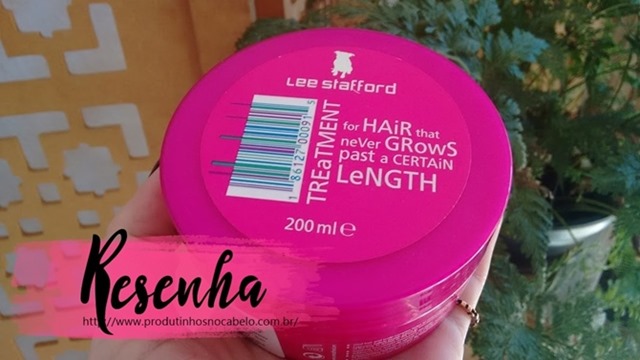 Lee Stafford
TREaTMENT
for HAiR that
neVer GRowS
past a CERTAiN
LeNGTH
200 ml ℮
Resenha
http://www.produtinhosnocabelo.com.br/